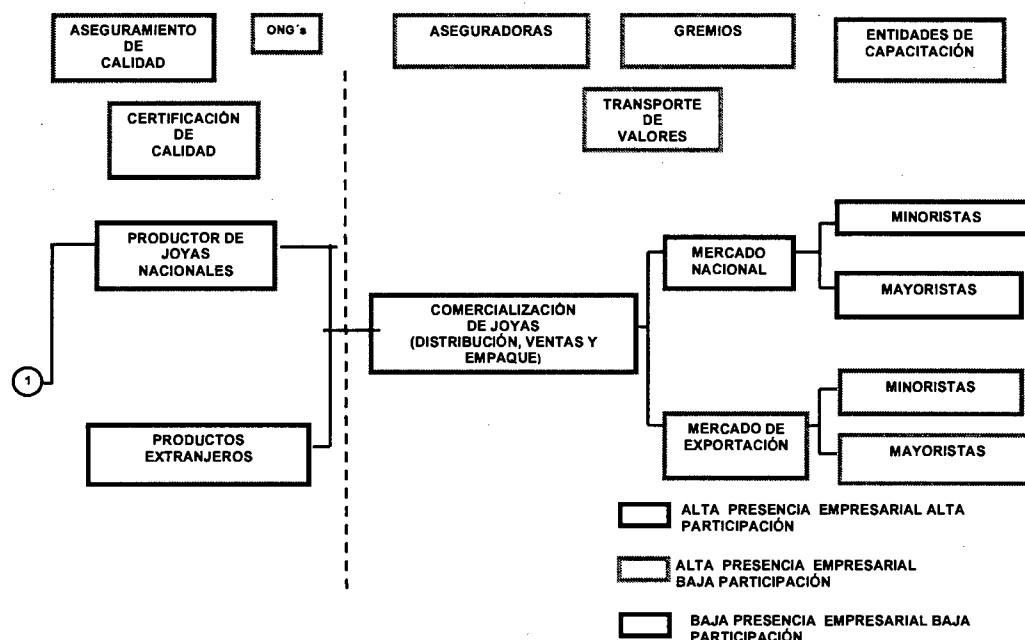 ASEGURAMIENTO
DE
CALIDAD
ONG´s
ASEGURADORAS
GREMIOS
ENTIDADES DE
CAPACITACIÓN
CERTIFICACIÓN
DE
CALIDAD
TRANSPORTE
DE
VALORES
PRODUCTOR DE
JOYAS
NACIONALES
MERCADO
NACIONAL
MINORISTAS
MAYORISTAS
COMERCIALIZACIÓN
DE JOYAS
(DISTRIBUCIÓN, VENTAS Y
EMPAQUE)
1
PRODUCTOS
EXTRANJEROS
MERCADO DE
EXPORTACIÓN
MINORISTAS
MAYORISTAS
ALTA PRESENCIA EMPRESARIAL ALTA
PARTICIPACIÓN
ALTA PRESENCIA EMPRESARIAL
BAJA PARTICIPACIÓN
BAJA PRESENCIA EMPRESARIAL BAJA
PARTICIPACIÓN